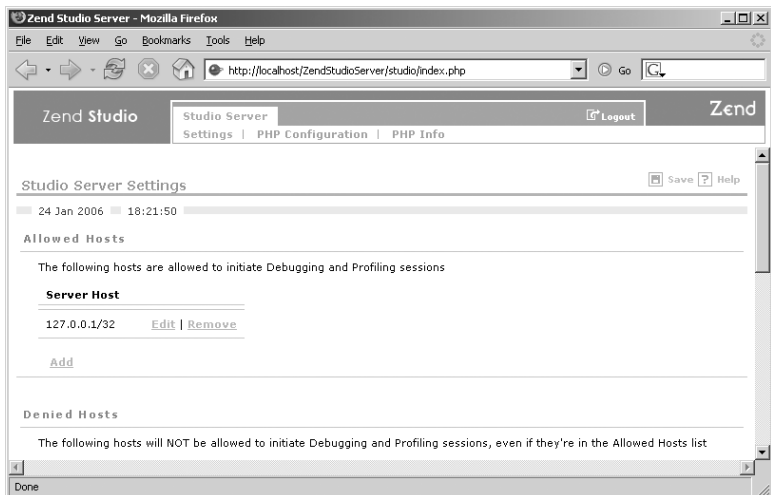 Zend Studio Server - Mozilla Firefox
File Edit View Go Bookmarks Tools Help
http://localhost/ZendStudioServer/studio/index.php Go G
Zend Studio
Studio Server
Logout
Zend
Settings | PHP Configuration | PHP Info
Studio Server Settings
Save ? Help
24 Jan 2006 18:21:50
Allowed Hosts
The following hosts are allowed to initiate Debugging and Profiling sessions
Server Host
127.0.0.1/32 Edit | Remove
Add
Denied Hosts
The following hosts will NOT be allowed to initiate Debugging and Profiling sessions, even if they're in the Allowed Hosts list
Done